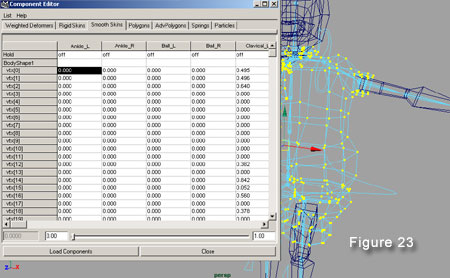 Component Editor
List Help
Weighted Deformers Rigid Skins Smooth Skins Polygons AdvPolygons Spings Particles
Ankle_L Ankle_R Ball_L Ball_R Clavical_L
Hold off off off off off
BodyShape1
vtx[0] 0.000 0.000 0.000 0.000 0.495
vtx[1] 0.000 0.000 0.000 0.000 0.496
vtx[2] 0.000 0.000 0.000 0.000 0.640
vtx[3] 0.000 0.000 0.000 0.000 0.000
vtx[4] 0.000 0.000 0.000 0.000 0.000
vtx[5] 0.000 0.000 0.000 0.000 0.000
vtx[6] 0.000 0.000 0.000 0.000 0.000
vtx[7] 0.000 0.000 0.000 0.000 0.000
vtx[8] 0.000 0.000 0.000 0.000 0.000
vtx[9] 0.000 0.000 0.000 0.000 0.000
vtx[10] 0.000 0.000 0.000 0.000 0.000
vtx[11] 0.000 0.000 0.000 0.000 0.000
vtx[12] 0.000 0.000 0.000 0.000 0.362
vtx[13] 0.000 0.000 0.000 0.000 0.000
vtx[14] 0.000 0.000 0.000 0.000 0.842
vtx[15] 0.000 0.000 0.000 0.000 0.052
vtx[16] 0.000 0.000 0.000 0.000 0.560
vtx[17] 0.000 0.000 0.000 0.000 0.000
vtx[18] 0.000 0.000 0.000 0.000 0.378
vtx[19] 0.000 0.000 0.000 0.000
0.0000 3.00 1.00
Load Components Close
Figure 23
persp